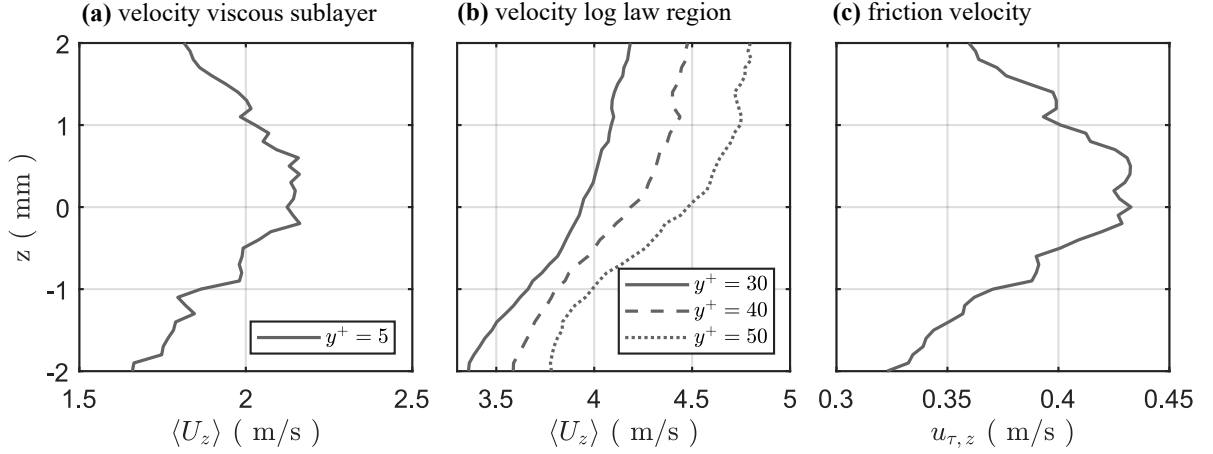 (a) velocity viscous sublayer
(b) velocity log law region
(c) friction velocity
z ( mm )
2
1
0
-1
-2
y⁺ = 5
1.5 2 2.5
⟨U_z⟩ ( m/s )
y⁺ = 30
y⁺ = 40
y⁺ = 50
3.5 4 4.5 5
⟨U_z⟩ ( m/s )
0.3 0.35 0.4 0.45
u_{τ, z} ( m/s )